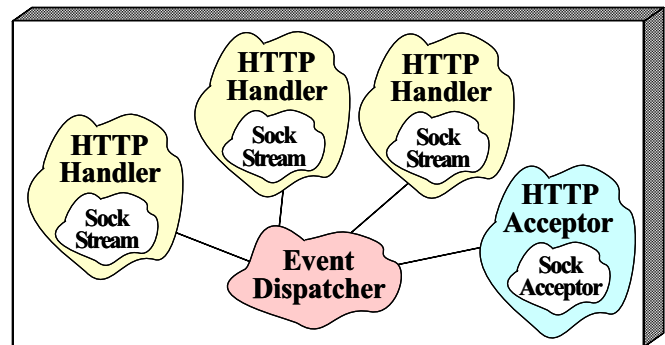 HTTP
Handler
Sock
Stream
HTTP
Handler
Sock
Stream
HTTP
Handler
Sock
Stream
HTTP
Acceptor
Sock
Acceptor
Event
Dispatcher